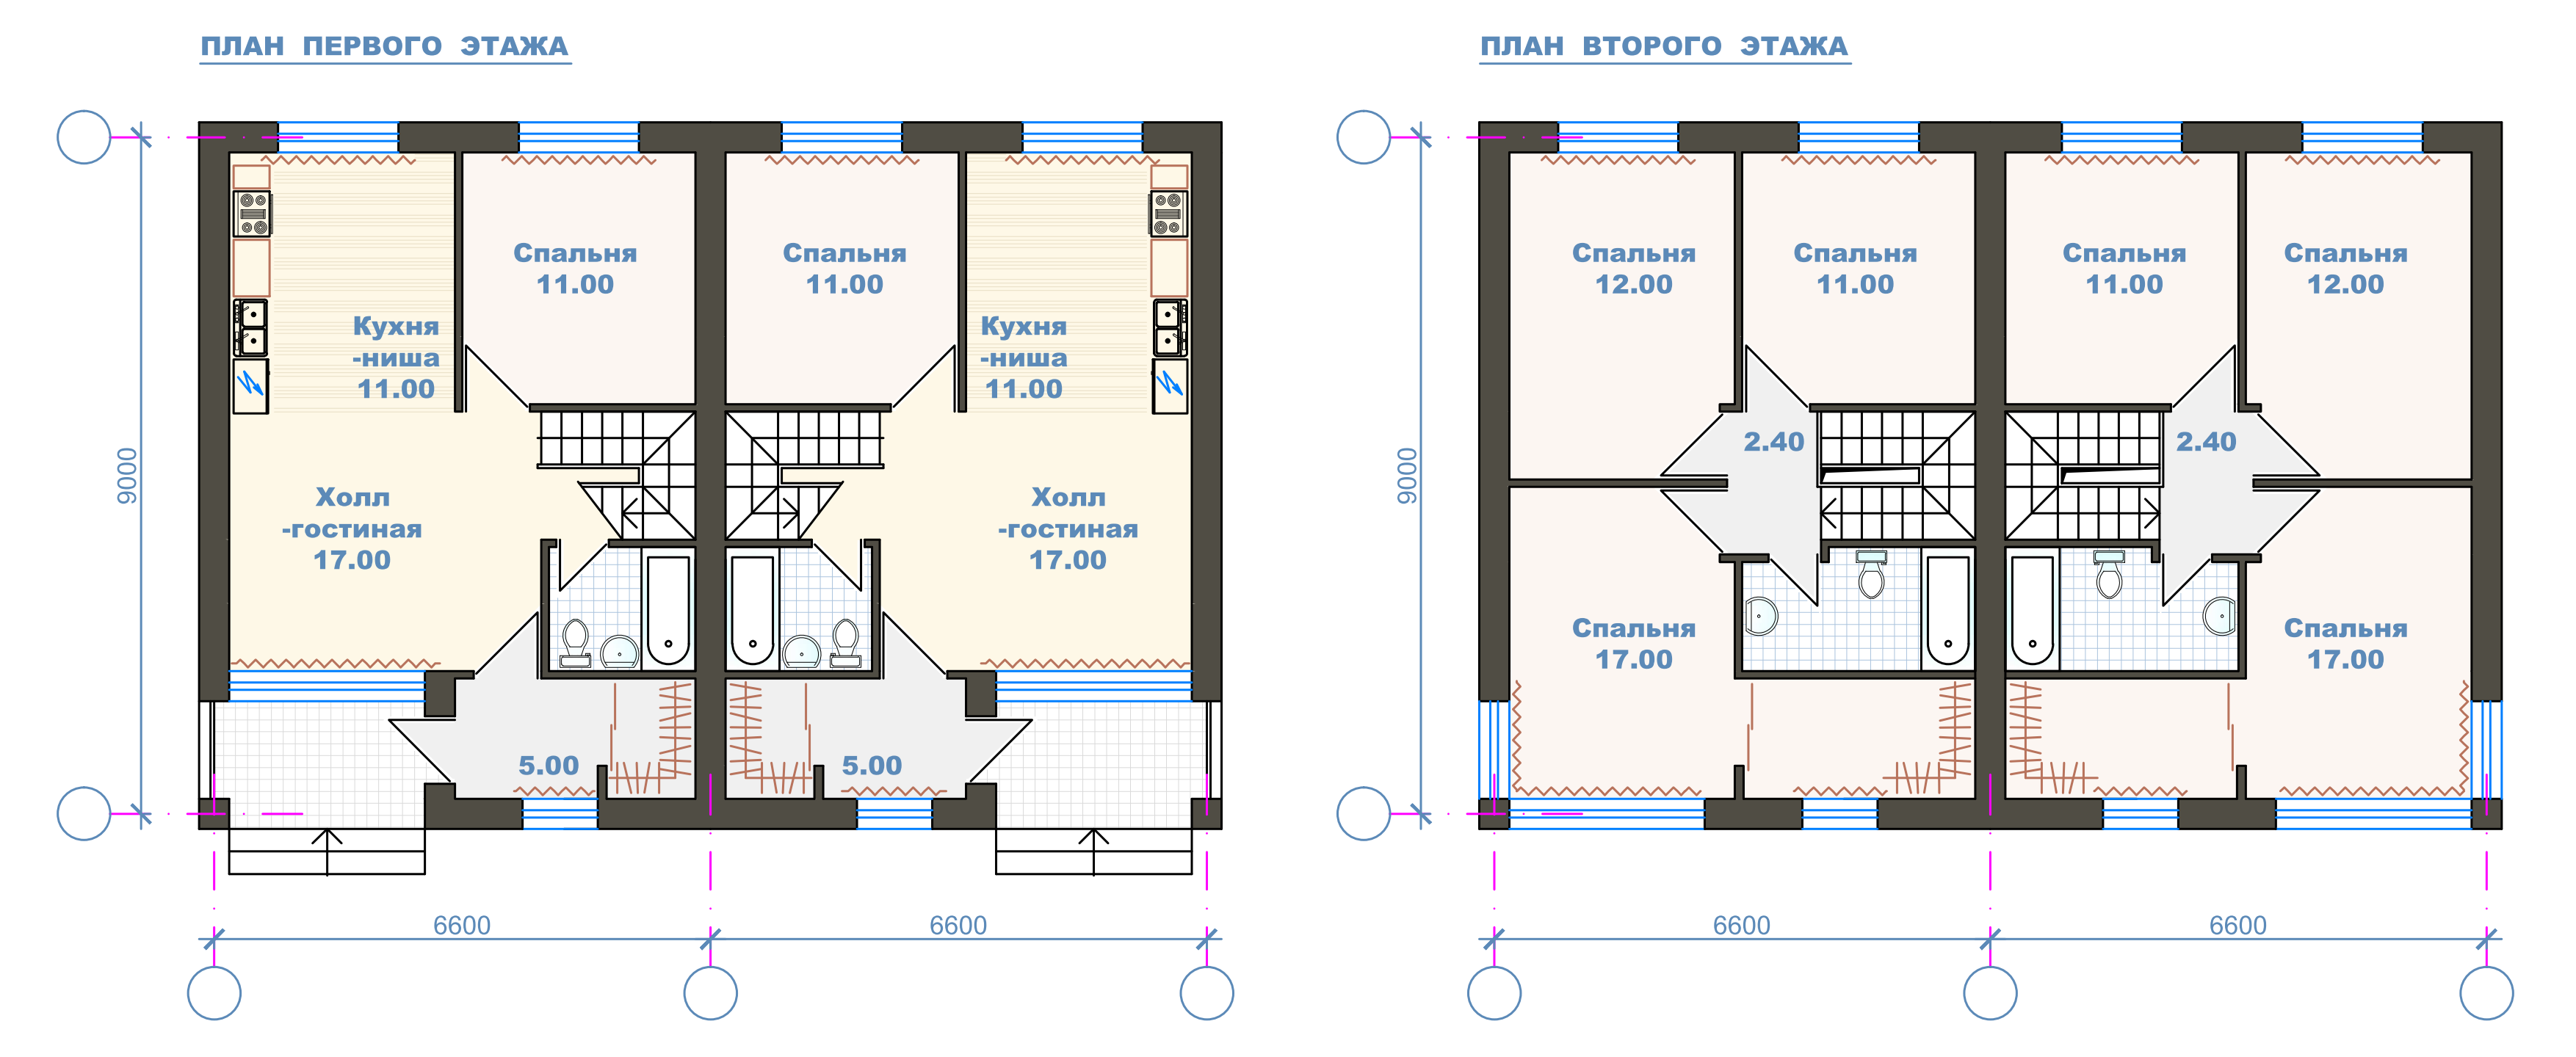 ПЛАН ПЕРВОГО ЭТАЖА
ПЛАН ВТОРОГО ЭТАЖА
Спальня
11.00
Спальня
11.00
Кухня
-ниша
11.00
Кухня
-ниша
11.00
Холл
-гостиная
17.00
Холл
-гостиная
17.00
5.00
5.00
9000
6600
6600
Спальня
12.00
Спальня
11.00
Спальня
11.00
Спальня
12.00
2.40
2.40
Спальня
17.00
Спальня
17.00
9000
6600
6600